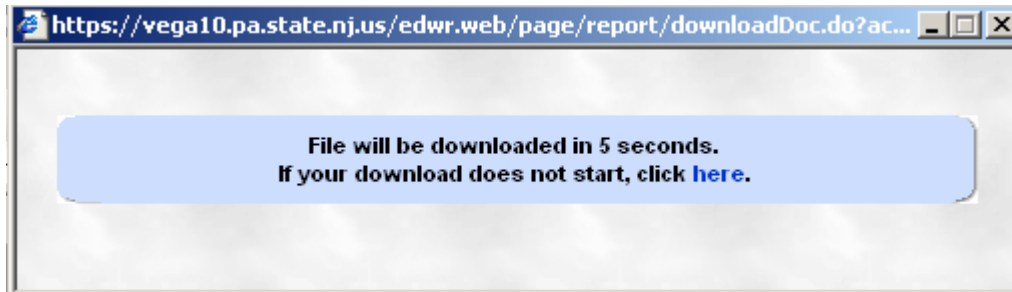 https://vega10.pa.state.nj.us/edwr.web/page/report/downloadDoc.do?ac...
File will be downloaded in 5 seconds.
If your download does not start, click here.